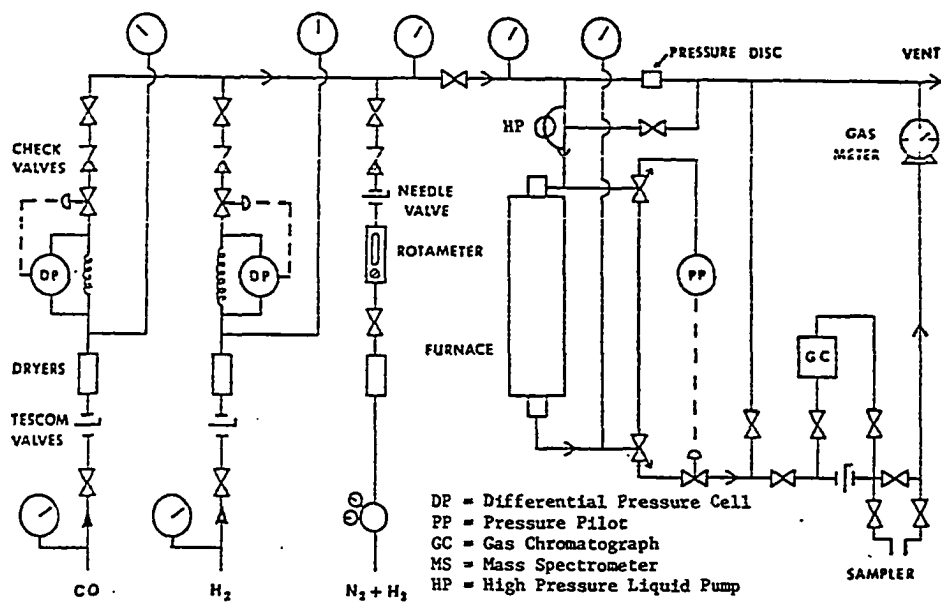 PRESSURE DISC
VENT
HP
GAS
METER
CHECK
VALVES
NEEDLE
VALVE
DP
DP
ROTAMETER
PP
FURNACE
GC
DRYERS
TESCOM
VALVES
DP = Differential Pressure Cell
PP = Pressure Pilot
GC = Gas Chromatograph
MS = Mass Spectrometer
HP = High Pressure Liquid Pump
SAMPLER
CO
H₂
N₂ + H₂